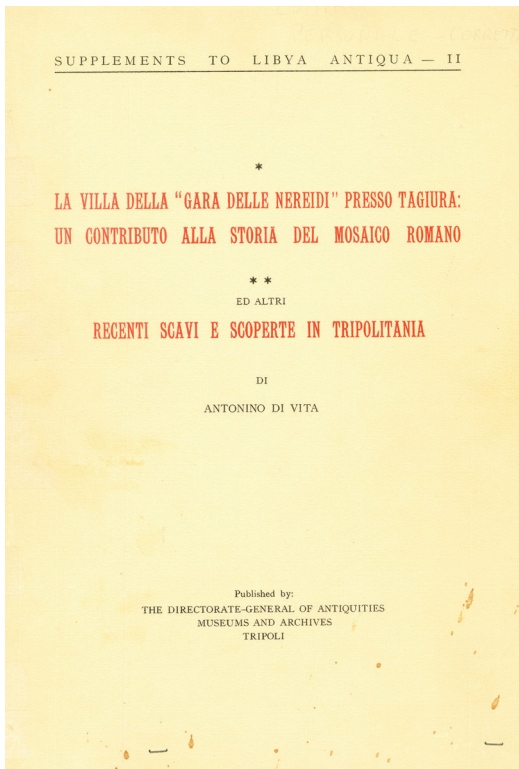 SUPPLEMENTS TO LIBYA ANTIQUA — II
*
LA VILLA DELLA "GARA DELLE NEREIDI" PRESSO TAGIURA:
UN CONTRIBUTO ALLA STORIA DEL MOSAICO ROMANO
* *
ED ALTRI
RECENTI SCAVI E SCOPERTE IN TRIPOLITANIA
DI
ANTONINO DI VITA
Published by:
THE DIRECTORATE-GENERAL OF ANTIQUITIES
MUSEUMS AND ARCHIVES
TRIPOLI